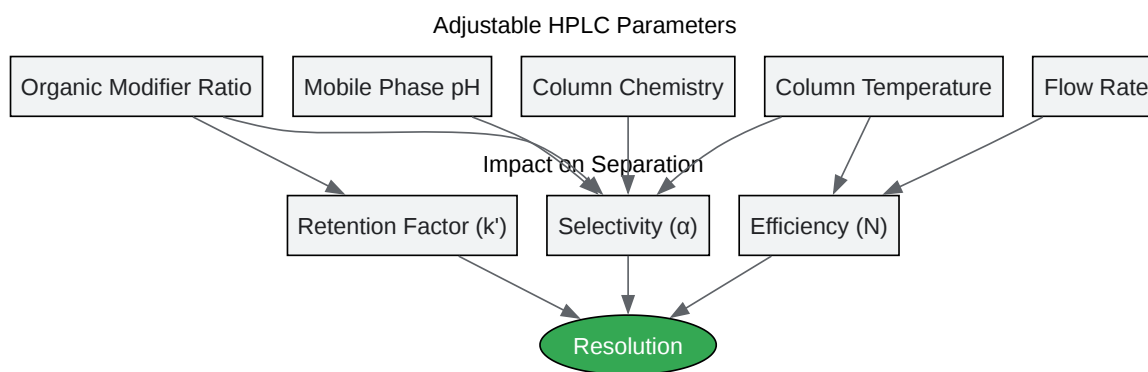 Adjustable HPLC Parameters
Organic Modifier Ratio
Mobile Phase pH
Column Chemistry
Column Temperature
Flow Rate
Impact on Separation
Retention Factor (k')
Selectivity (α)
Efficiency (N)
Resolution